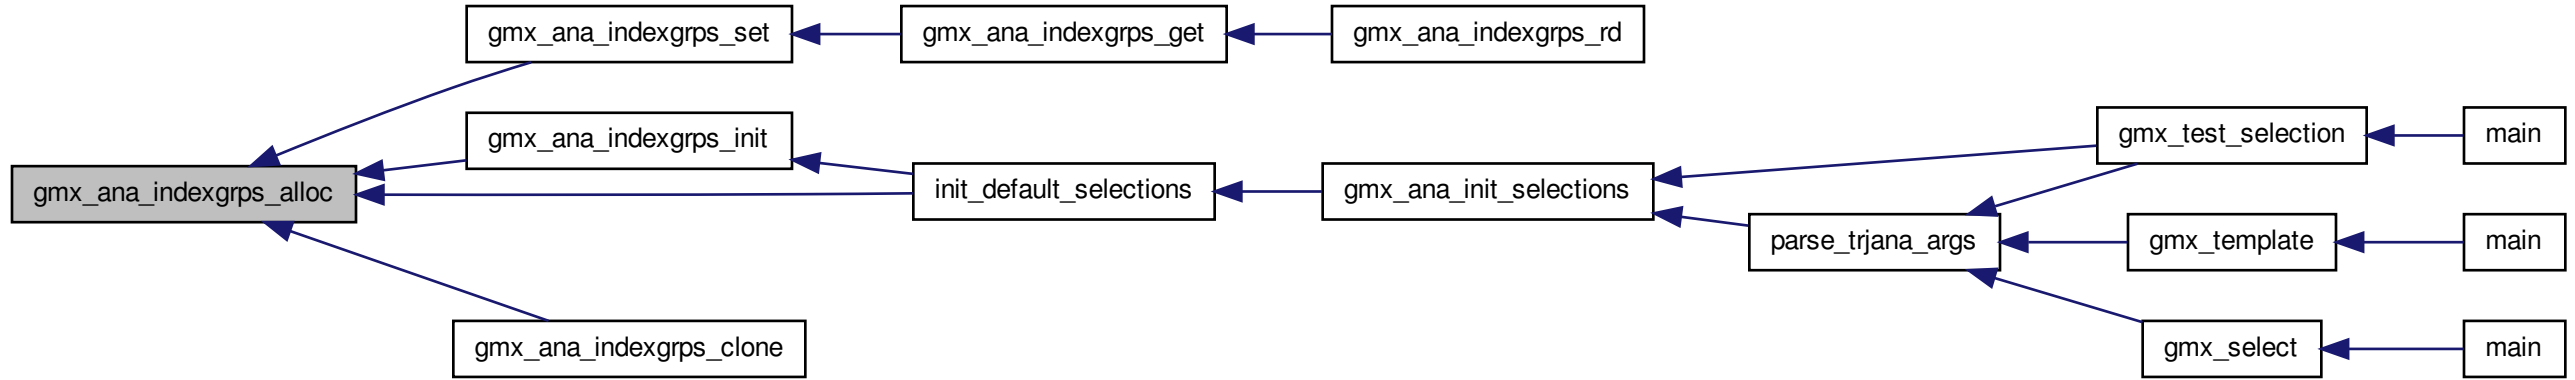 gmx_ana_indexgrps_set
gmx_ana_indexgrps_get
gmx_ana_indexgrps_rd
gmx_test_selection
main
gmx_ana_indexgrps_init
gmx_ana_indexgrps_alloc
init_default_selections
gmx_ana_init_selections
parse_trjana_args
gmx_template
main
gmx_ana_indexgrps_clone
gmx_select
main